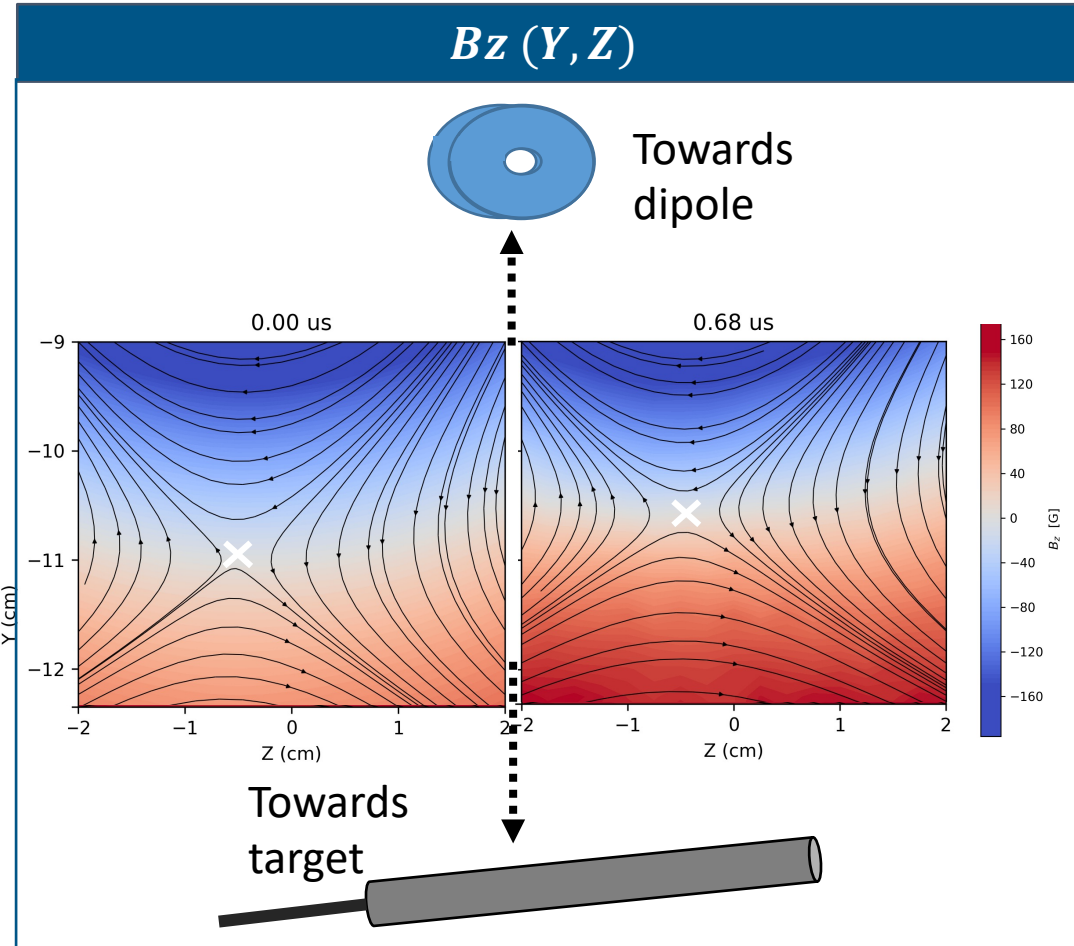 Bz (Y, Z)
Towards
dipole
0.00 us
0.68 us
−9
−10
−11
−12
Y (cm)
−2
−1
0
1
2
Z (cm)
−2
−1
0
1
2
Z (cm)
160
120
80
40
0
−40
−80
−120
−160
Bz [G]
Towards
target